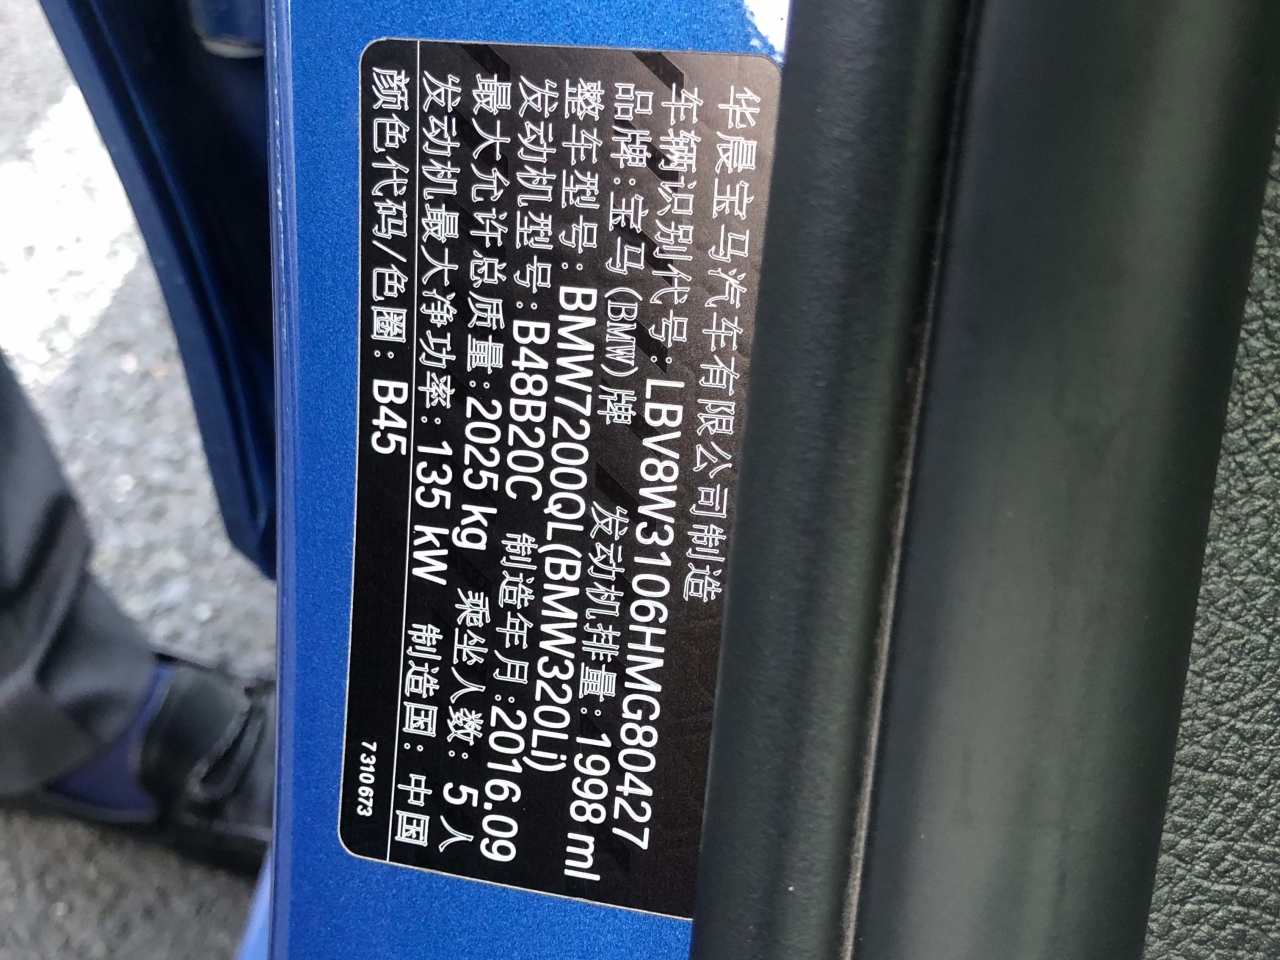 华晨宝马汽车有限公司制造
车辆识别代号:LBV8W3106HMG80427
品牌:宝马(BMW)牌 发动机排量:1998 ml
整车型号:BMW7200QL(BMW320Li)
发动机型号:B48B20C 制造年月:2016.09
最大允许总质量:2025 kg 乘坐人数:5人
发动机最大净功率:135 kW 制造国:中国
颜色代码/色圈:B45
7310673